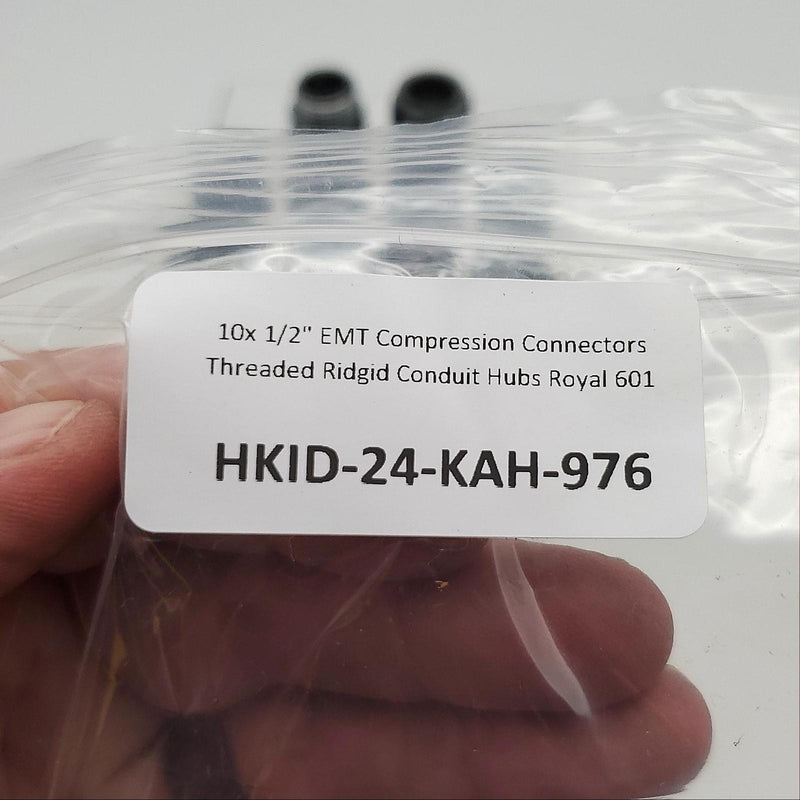 10x 1/2" EMT Compression Connectors
Threaded Ridgid Conduit Hubs Royal 601
HKID-24-KAH-976